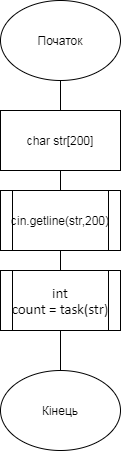 Початок
char str[200]
cin.getline(str,200)
int
count = task(str)
Кінець